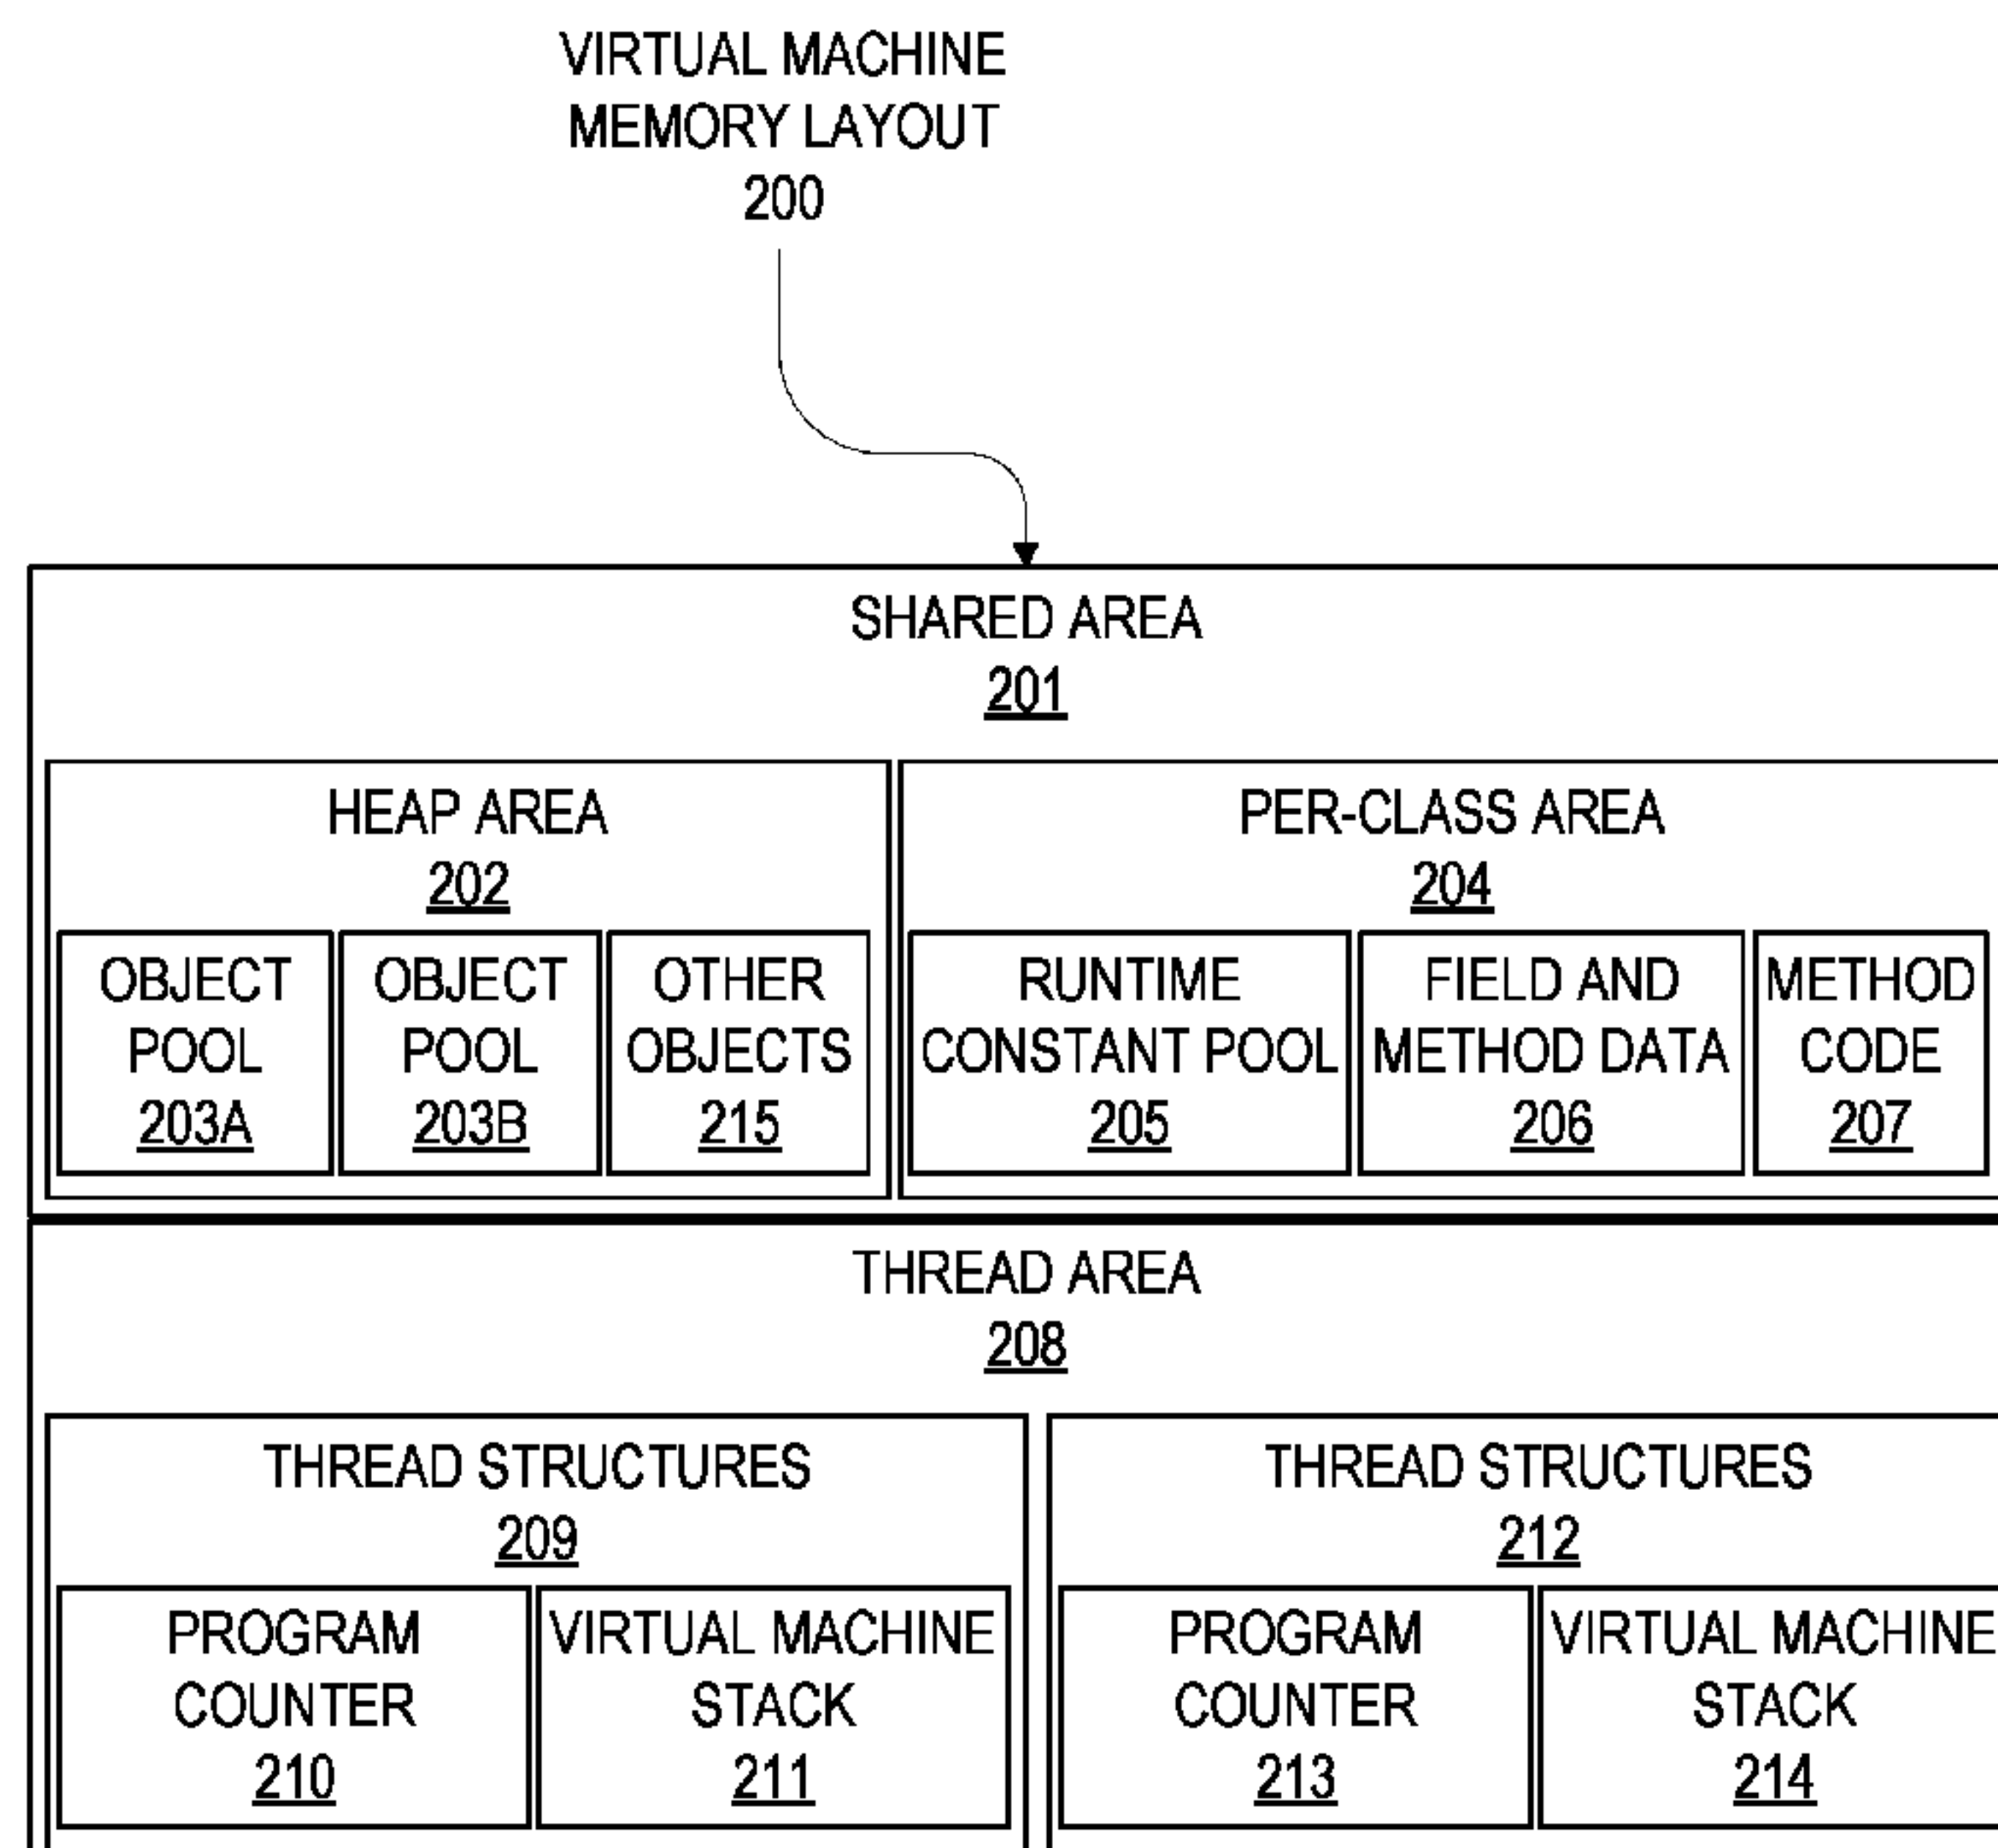 VIRTUAL MACHINE
MEMORY LAYOUT
200
SHARED AREA
201
HEAP AREA
202
OBJECT
POOL
203A
OBJECT
POOL
203B
OTHER
OBJECTS
215
PER-CLASS AREA
204
RUNTIME
CONSTANT POOL
205
FIELD AND
METHOD DATA
206
METHOD
CODE
207
THREAD AREA
208
THREAD STRUCTURES
209
PROGRAM
COUNTER
210
VIRTUAL MACHINE
STACK
211
THREAD STRUCTURES
212
PROGRAM
COUNTER
213
VIRTUAL MACHINE
STACK
214